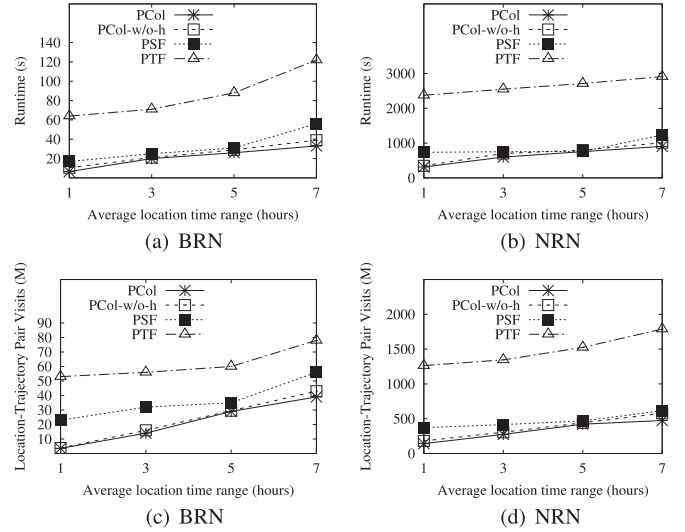 PCol
PCol-w/o-h
PSF
PTF
Runtime (s)
140
120
100
80
60
40
20
1 3 5 7
Average location time range (hours)
(a) BRN
PCol
PCol-w/o-h
PSF
PTF
Runtime (s)
3000
2000
1000
0
1 3 5 7
Average location time range (hours)
(b) NRN
PCol
PCol-w/o-h
PSF
PTF
Location-Trajectory Pair Visits (M)
90
80
70
60
50
40
30
20
10
1 3 5 7
Average location time range (hours)
(c) BRN
PCol
PCol-w/o-h
PSF
PTF
Location-Trajectory Pair Visits (M)
2000
1500
1000
500
0
1 3 5 7
Average location time range (hours)
(d) NRN